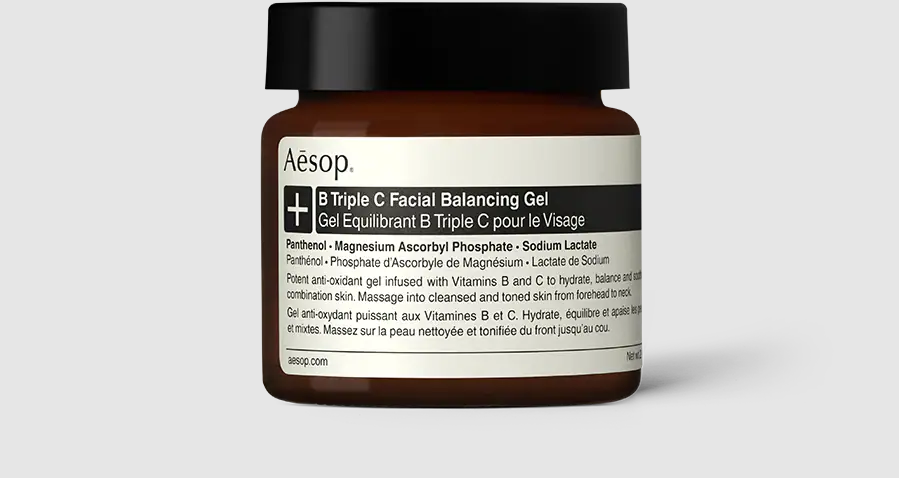 Aēsop®
B Triple C Facial Balancing Gel
Gel Equilibrant B Triple C pour le Visage
Panthenol • Magnesium Ascorbyl Phosphate • Sodium Lactate
Panthénol • Phosphate d'Ascorbyle de Magnésium • Lactate de Sodium
Potent anti-oxidant gel infused with Vitamins B and C to hydrate, balance and
combination skin. Massage into cleansed and toned skin from forehead to neck.
Gel anti-oxydant puissant aux Vitamines B et C. Hydrate, équilibre et apaise les
et mixtes. Massez sur la peau nettoyée et tonifiée du front jusqu'au cou.
aesop.com
Net